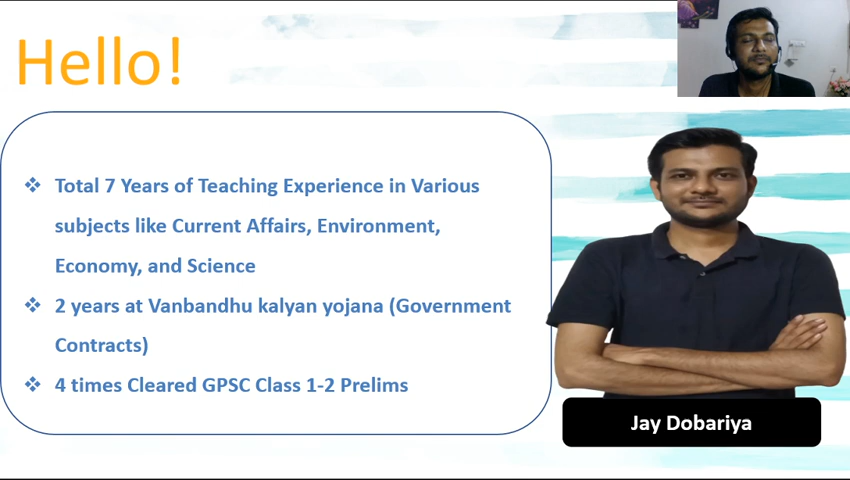 Hello!
❖ Total 7 Years of Teaching Experience in Various
subjects like Current Affairs, Environment,
Economy, and Science
❖ 2 years at Vanbandhu kalyan yojana (Government
Contracts)
❖ 4 times Cleared GPSC Class 1-2 Prelims
Jay Dobariya